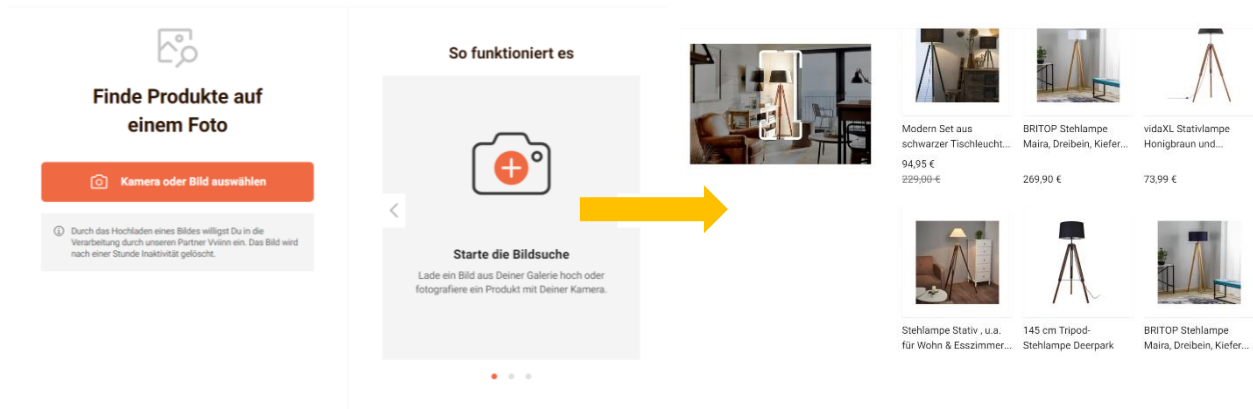 Finde Produkte auf
einem Foto
Kamera oder Bild auswählen
Durch das Hochladen eines Bildes willigst Du in die
Verarbeitung durch unseren Partner Vviinn ein. Das Bild wird
nach einer Stunde Inaktivität gelöscht.
So funktioniert es
Starte die Bildsuche
Lade ein Bild aus Deiner Galerie hoch oder
fotografiere ein Produkt mit Deiner Kamera.
Modern Set aus
schwarzer Tischleucht...
94,95 €
229,00 €
BRITOP Stehlampe
Maira, Dreibein, Kiefer...
269,90 €
vidaXL Stativlampe
Honigbraun und...
73,99 €
Stehlampe Stativ , u.a.
für Wohn & Esszimmer...
145 cm Tripod-
Stehlampe Deerpark
BRITOP Stehlampe
Maira, Dreibein, Kiefer...